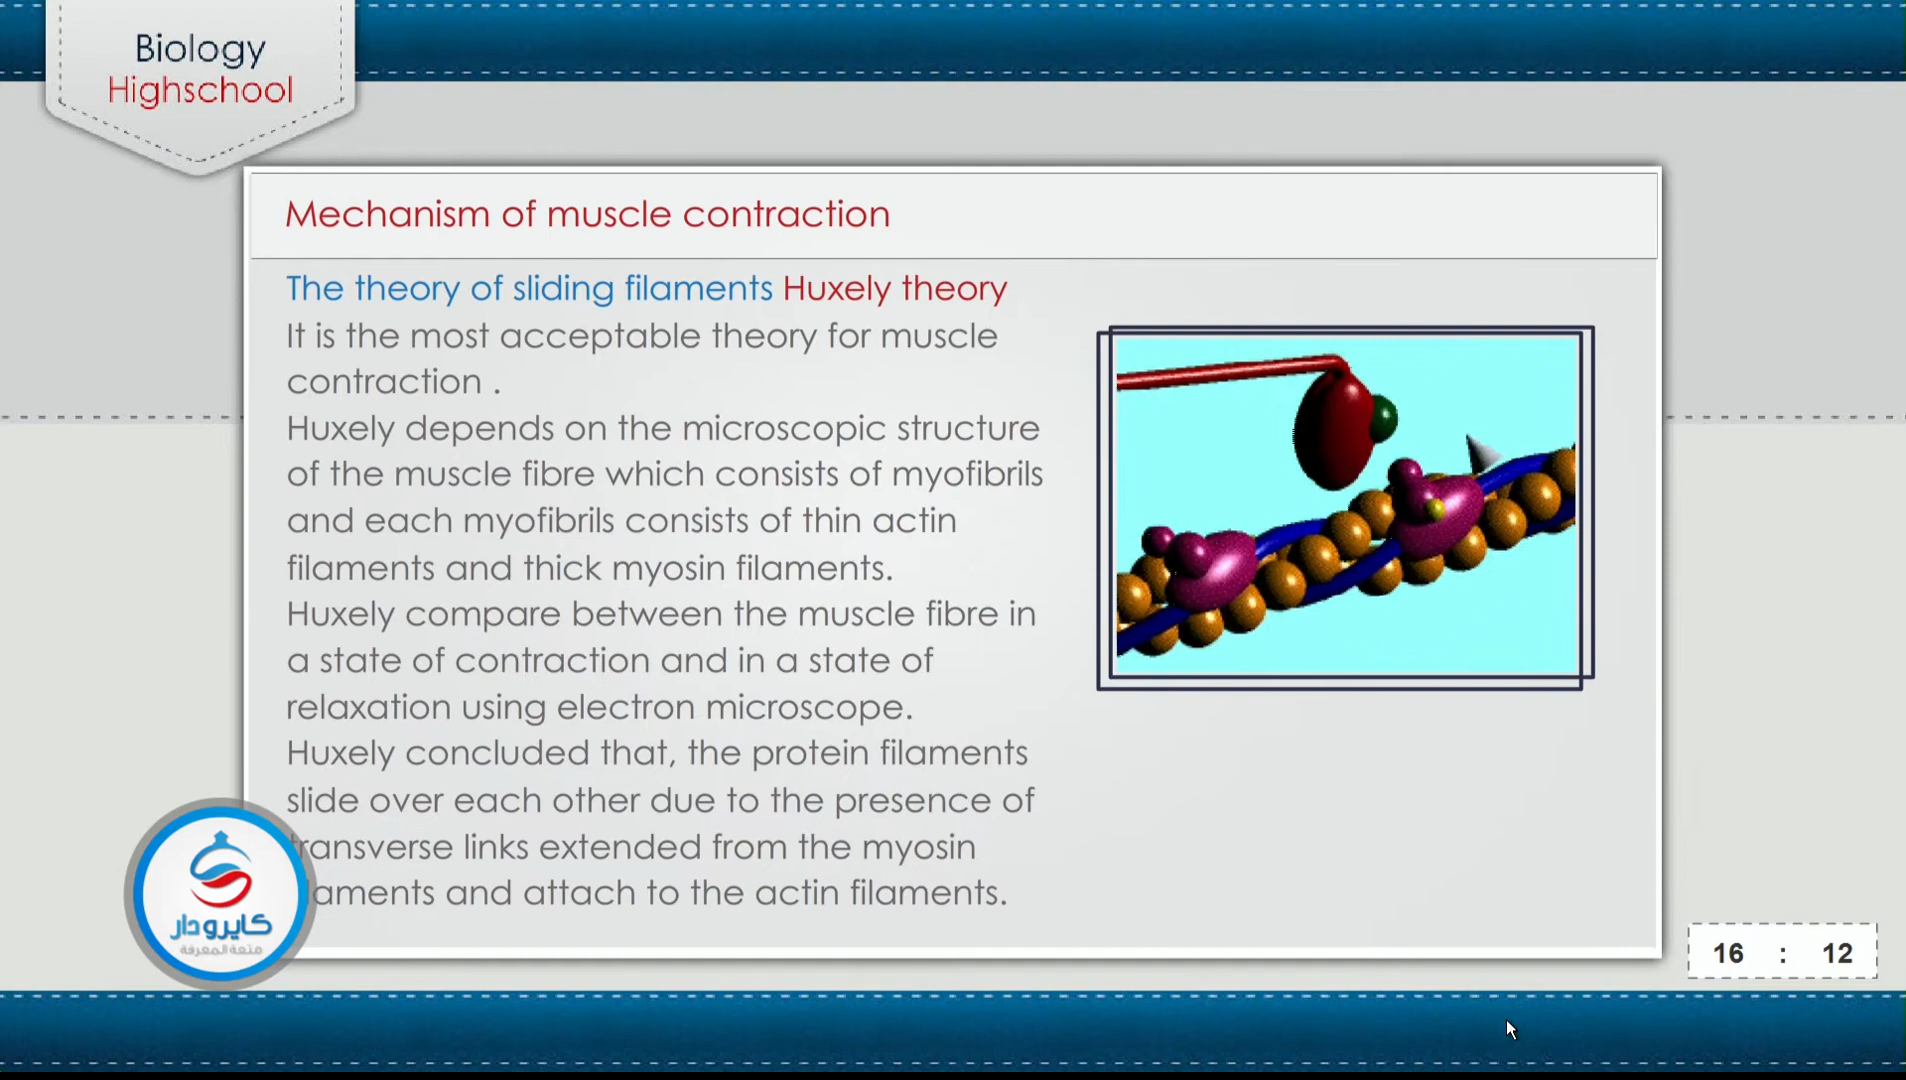 Biology
Highschool
Mechanism of muscle contraction
The theory of sliding filaments Huxely theory
It is the most acceptable theory for muscle
contraction .
Huxely depends on the microscopic structure
of the muscle fibre which consists of myofibrils
and each myofibrils consists of thin actin
filaments and thick myosin filaments.
Huxely compare between the muscle fibre in
a state of contraction and in a state of
relaxation using electron microscope.
Huxely concluded that, the protein filaments
slide over each other due to the presence of
transverse links extended from the myosin
laments and attach to the actin filaments.
كايرودار
متعة المعرفة
16 : 12